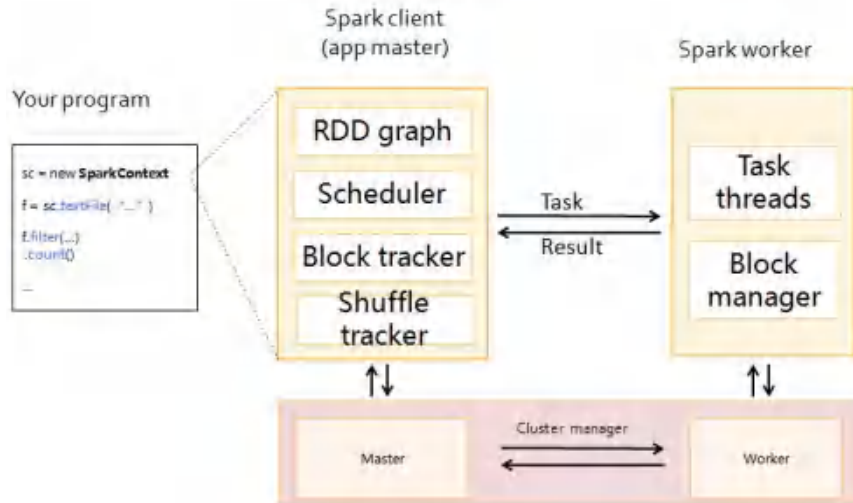 Spark client
(app master)
Spark worker
Your program
RDD graph
Scheduler
Block tracker
Shuffle
tracker
sc = new SparkContext
f = sc.textFile( "..." )
f.filter(...)
.count()
...
Task
Result
Task
threads
Block
manager
Cluster manager
Master
Worker